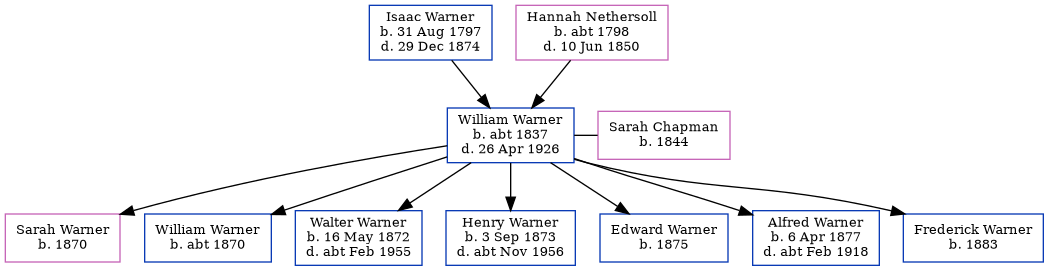 Isaac Warner
b. 31 Aug 1797
d. 29 Dec 1874
Hannah Nethersoll
b. abt 1798
d. 10 Jun 1850
William Warner
b. abt 1837
d. 26 Apr 1926
Sarah Chapman
b. 1844
Sarah Warner
b. 1870
William Warner
b. abt 1870
Walter Warner
b. 16 May 1872
d. abt Feb 1955
Henry Warner
b. 3 Sep 1873
d. abt Nov 1956
Edward Warner
b. 1875
Alfred Warner
b. 6 Apr 1877
d. abt Feb 1918
Frederick Warner
b. 1883